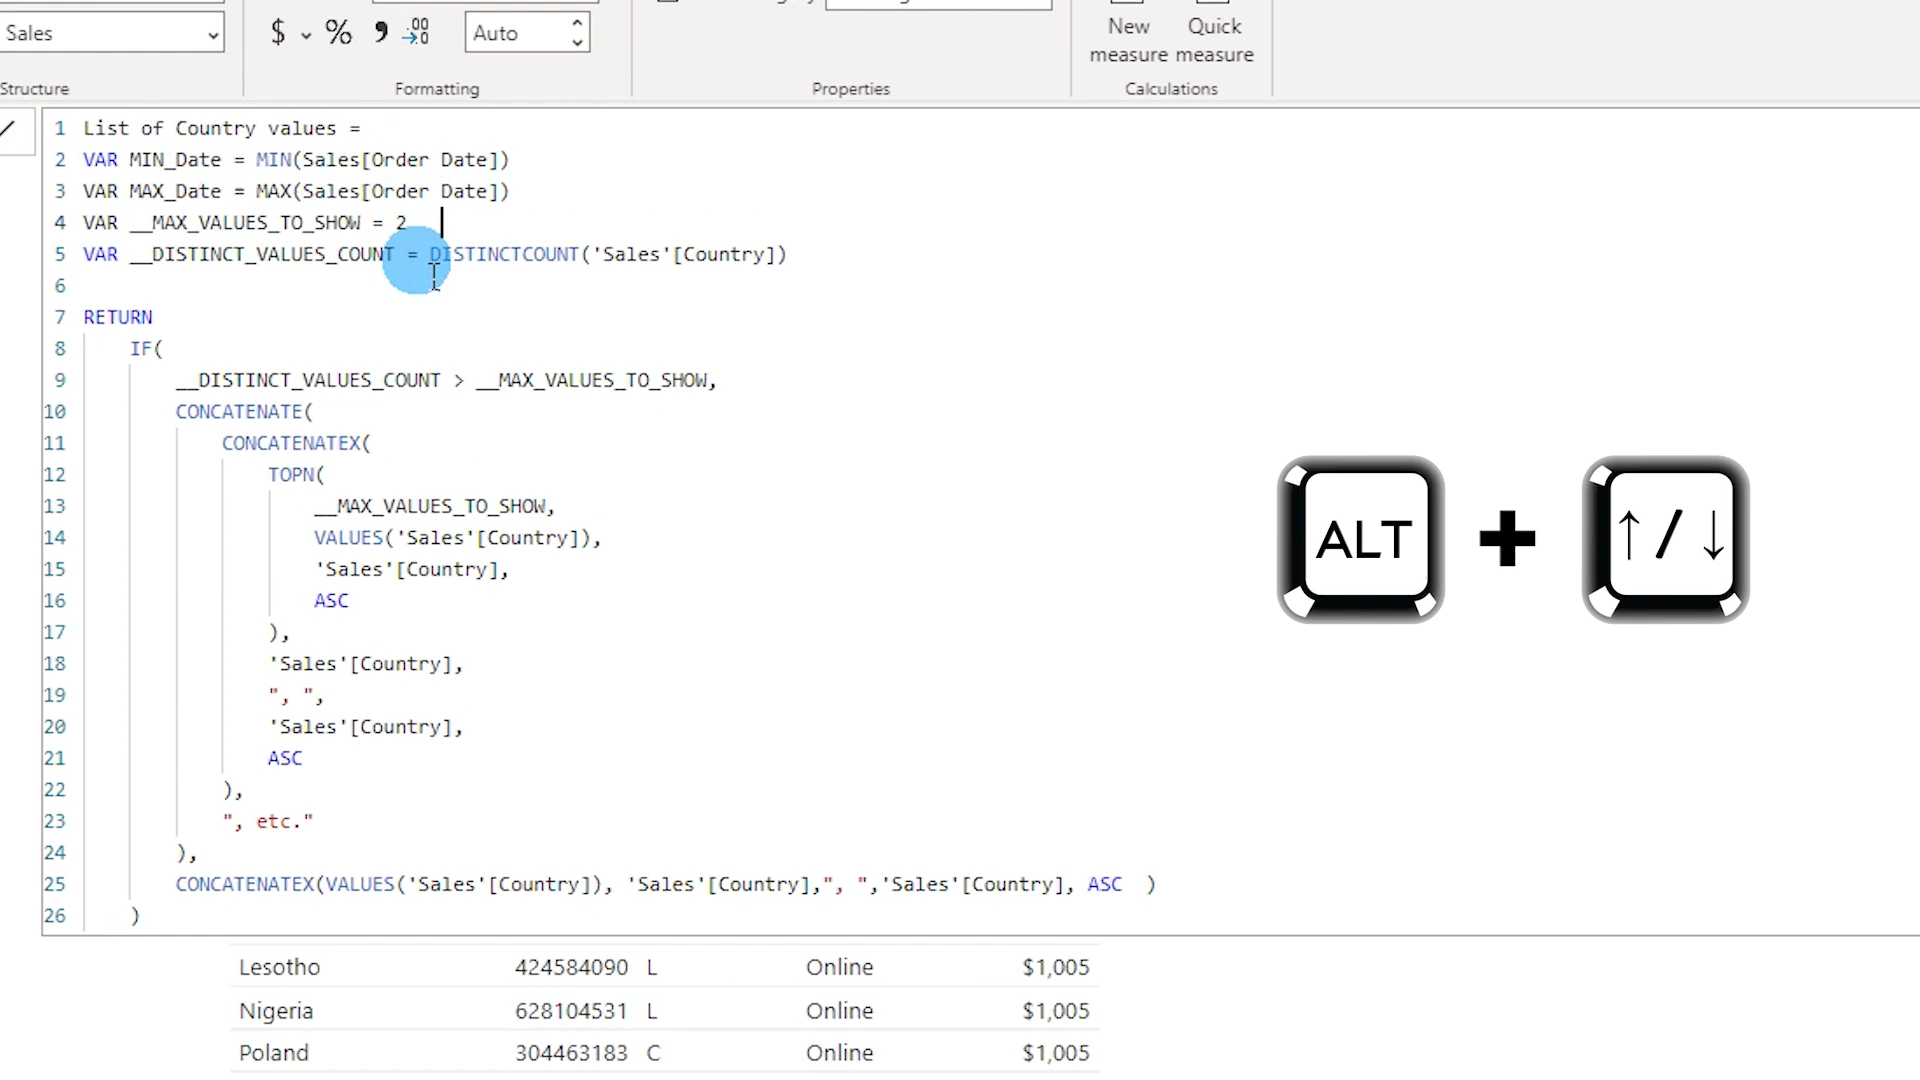 Sales
$ % , .00
Auto
New measure
Quick measure
Structure
Formatting
Properties
Calculations
1 List of Country values =
2 VAR MIN_Date = MIN(Sales[Order Date])
3 VAR MAX_Date = MAX(Sales[Order Date])
4 VAR __MAX_VALUES_TO_SHOW = 2
5 VAR __DISTINCT_VALUES_COUNT = DISTINCTCOUNT('Sales'[Country])
6
7 RETURN
8 IF(
9 __DISTINCT_VALUES_COUNT > __MAX_VALUES_TO_SHOW,
10 CONCATENATE(
11 CONCATENATEX(
12 TOPN(
13 __MAX_VALUES_TO_SHOW,
14 VALUES('Sales'[Country]),
15 'Sales'[Country],
16 ASC
17 ),
18 'Sales'[Country],
19 ", ",
20 'Sales'[Country],
21 ASC
22 ),
23 ", etc."
24 ),
25 CONCATENATEX(VALUES('Sales'[Country]), 'Sales'[Country],", ",'Sales'[Country], ASC )
26 )
ALT + ↑ / ↓
Lesotho 424584090 L Online $1,005
Nigeria 628104531 L Online $1,005
Poland 304463183 C Online $1,005